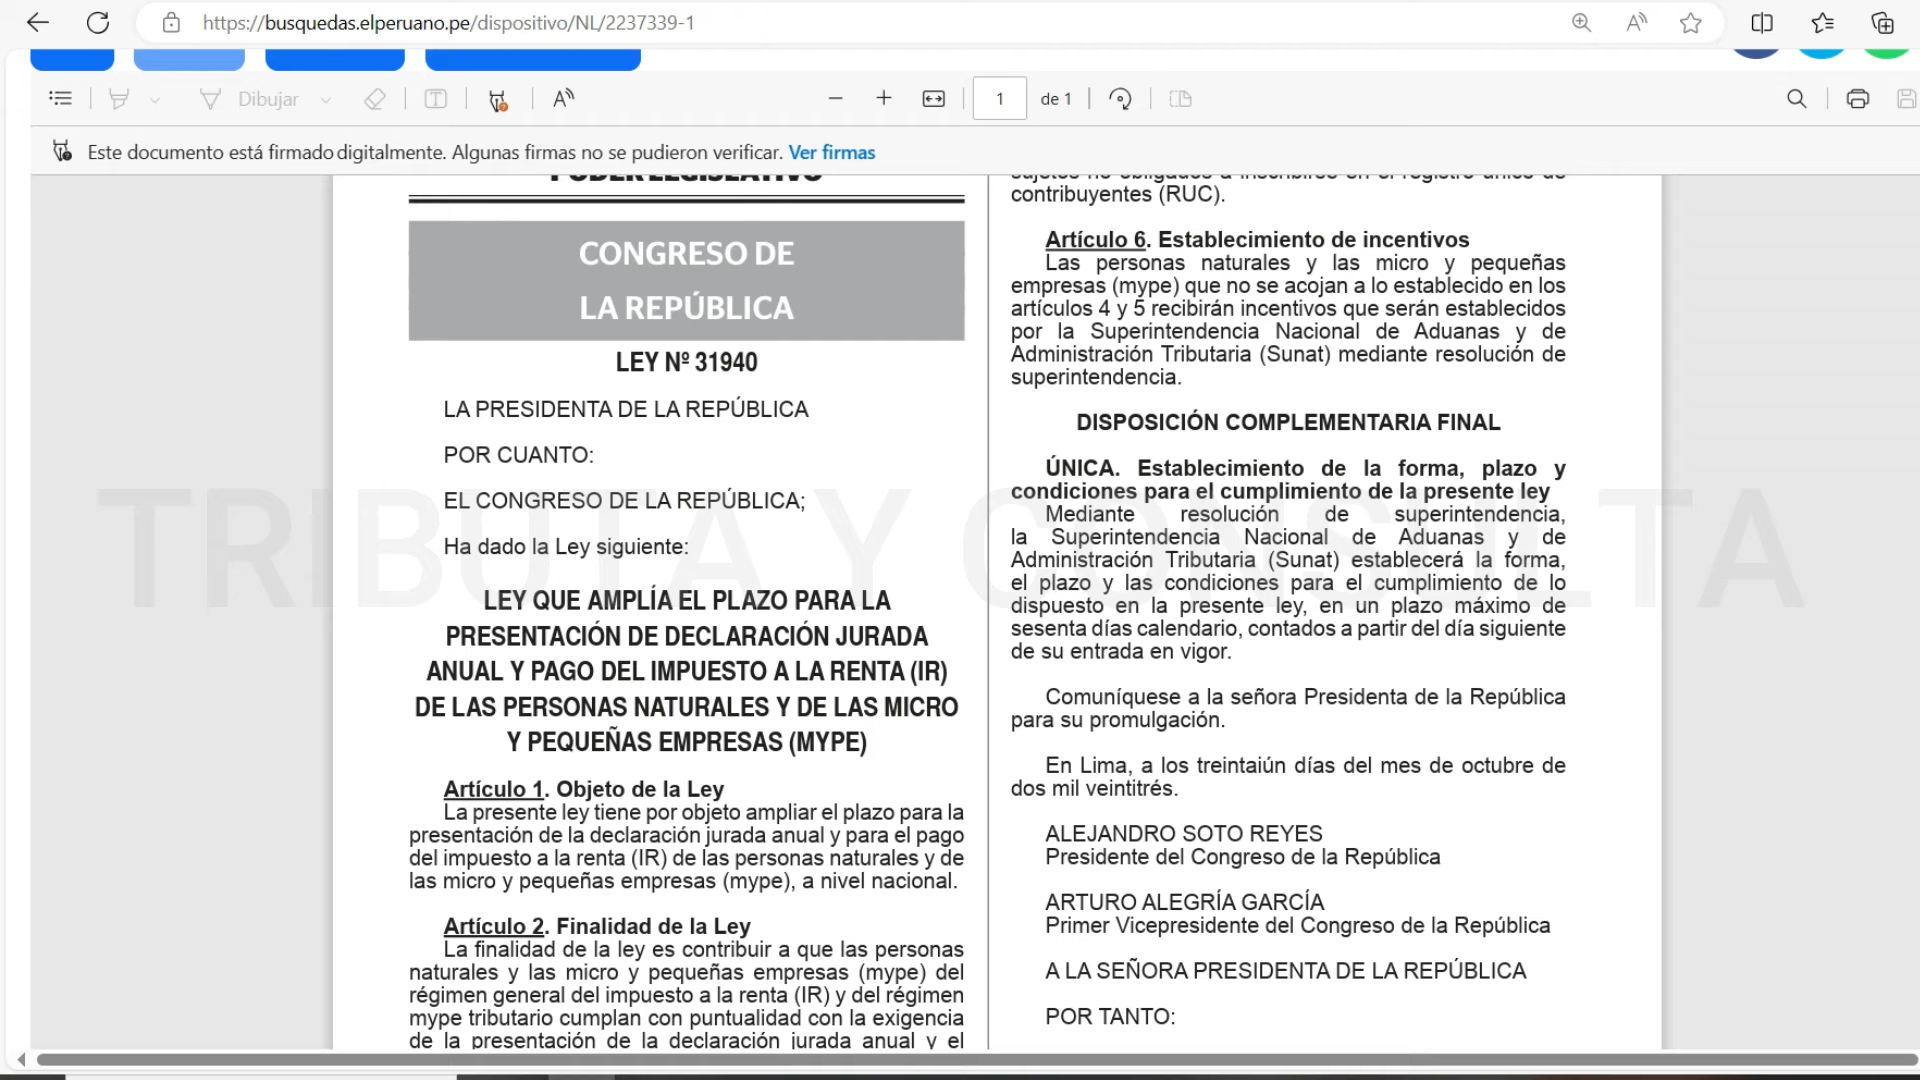 https://busquedas.elperuano.pe/dispositivo/NL/2237339-1
Dibujar
1
de 1
Este documento está firmado digitalmente. Algunas firmas no se pudieron verificar. Ver firmas
PODER LEGISLATIVO
CONGRESO DE
LA REPÚBLICA
LEY Nº 31940
LA PRESIDENTA DE LA REPÚBLICA
POR CUANTO:
EL CONGRESO DE LA REPÚBLICA;
Ha dado la Ley siguiente:
LEY QUE AMPLÍA EL PLAZO PARA LA
PRESENTACIÓN DE DECLARACIÓN JURADA
ANUAL Y PAGO DEL IMPUESTO A LA RENTA (IR)
DE LAS PERSONAS NATURALES Y DE LAS MICRO
Y PEQUEÑAS EMPRESAS (MYPE)
Artículo 1. Objeto de la Ley
La presente ley tiene por objeto ampliar el plazo para la
presentación de la declaración jurada anual y para el pago
del impuesto a la renta (IR) de las personas naturales y de
las micro y pequeñas empresas (mype), a nivel nacional.
Artículo 2. Finalidad de la Ley
La finalidad de la ley es contribuir a que las personas
naturales y las micro y pequeñas empresas (mype) del
régimen general del impuesto a la renta (IR) y del régimen
mype tributario cumplan con puntualidad con la exigencia
de la presentación de la declaración jurada anual y el
sujetos no obligados a inscribirse en el registro único de
contribuyentes (RUC).
Artículo 6. Establecimiento de incentivos
Las personas naturales y las micro y pequeñas
empresas (mype) que no se acojan a lo establecido en los
artículos 4 y 5 recibirán incentivos que serán establecidos
por la Superintendencia Nacional de Aduanas y de
Administración Tributaria (Sunat) mediante resolución de
superintendencia.
DISPOSICIÓN COMPLEMENTARIA FINAL
ÚNICA. Establecimiento de la forma, plazo y
condiciones para el cumplimiento de la presente ley
Mediante resolución de superintendencia,
la Superintendencia Nacional de Aduanas y de
Administración Tributaria (Sunat) establecerá la forma,
el plazo y las condiciones para el cumplimiento de lo
dispuesto en la presente ley, en un plazo máximo de
sesenta días calendario, contados a partir del día siguiente
de su entrada en vigor.
Comuníquese a la señora Presidenta de la República
para su promulgación.
En Lima, a los treintaiún días del mes de octubre de
dos mil veintitrés.
ALEJANDRO SOTO REYES
Presidente del Congreso de la República
ARTURO ALEGRÍA GARCÍA
Primer Vicepresidente del Congreso de la República
A LA SEÑORA PRESIDENTA DE LA REPÚBLICA
POR TANTO:
TRIBUTA Y CONSULTA